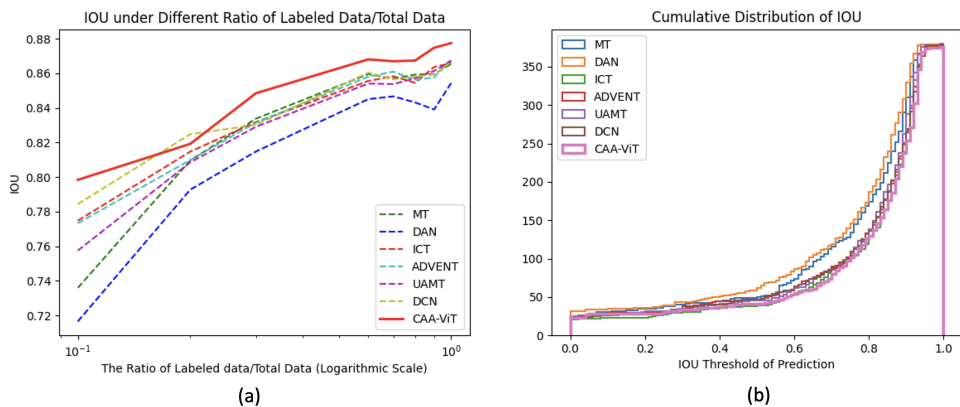 IOU under Different Ratio of Labeled Data/Total Data
0.88
0.86
0.84
0.82
0.80
0.78
0.76
0.74
0.72
IOU
MT
DAN
ICT
ADVENT
UAMT
DCN
CAA-ViT
10⁻¹
10⁰
The Ratio of Labeled data/Total Data (Logarithmic Scale)
(a)
Cumulative Distribution of IOU
350
300
250
200
150
100
50
0
MT
DAN
ICT
ADVENT
UAMT
DCN
CAA-ViT
0.0
0.2
0.4
0.6
0.8
1.0
IOU Threshold of Prediction
(b)